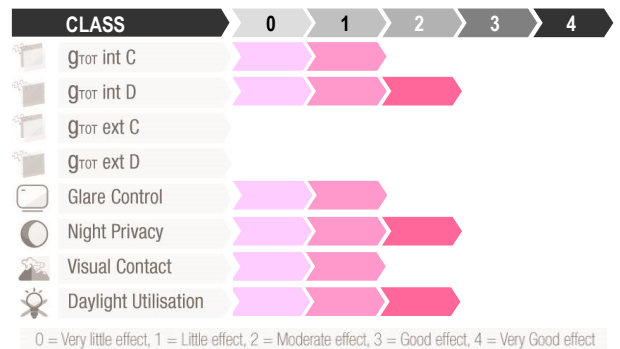 CLASS 0 1 2 3 4
gTOT int C
gTOT int D
gTOT ext C
gTOT ext D
Glare Control
Night Privacy
Visual Contact
Daylight Utilisation
0 = Very little effect, 1 = Little effect, 2 = Moderate effect, 3 = Good effect, 4 = Very Good effect